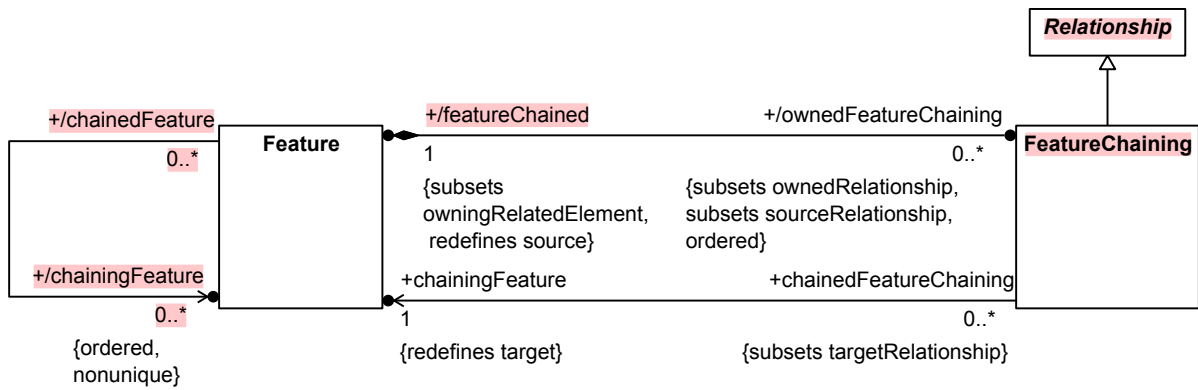 Relationship
+/chainedFeature
0..*
Feature
+/featureChained
1
{subsets
owningRelatedElement,
redefines source}
+/ownedFeatureChaining
0..*
{subsets ownedRelationship,
subsets sourceRelationship,
ordered}
FeatureChaining
+/chainingFeature
0..*
{ordered,
nonunique}
+chainingFeature
1
{redefines target}
+chainedFeatureChaining
0..*
{subsets targetRelationship}